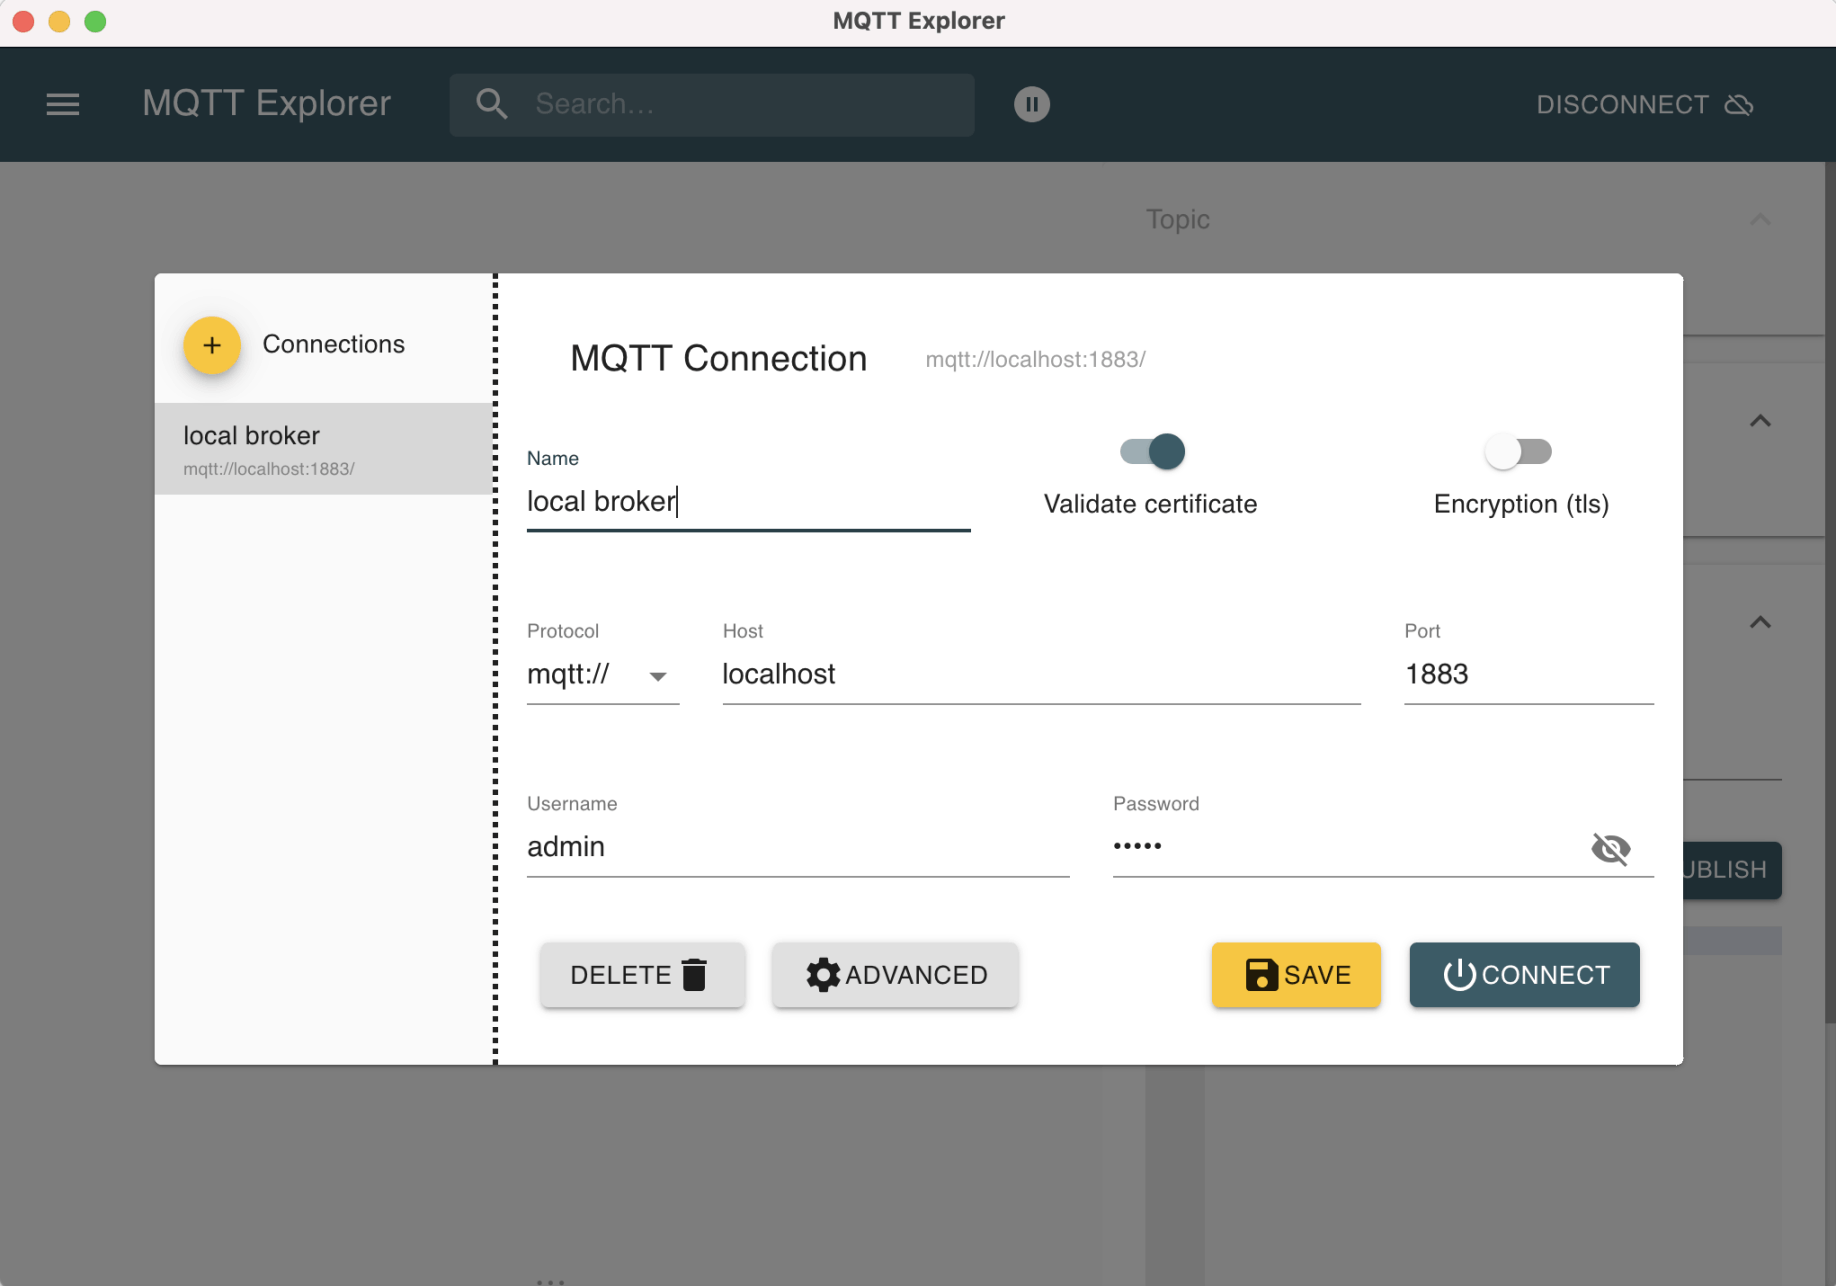 MQTT Explorer
MQTT Explorer
Search...
DISCONNECT
Topic
Connections
local broker
mqtt://localhost:1883/
MQTT Connection
mqtt://localhost:1883/
Name
local broker
Validate certificate
Encryption (tls)
Protocol
mqtt://
Host
localhost
Port
1883
Username
admin
Password
•••••
UBLISH
DELETE
ADVANCED
SAVE
CONNECT